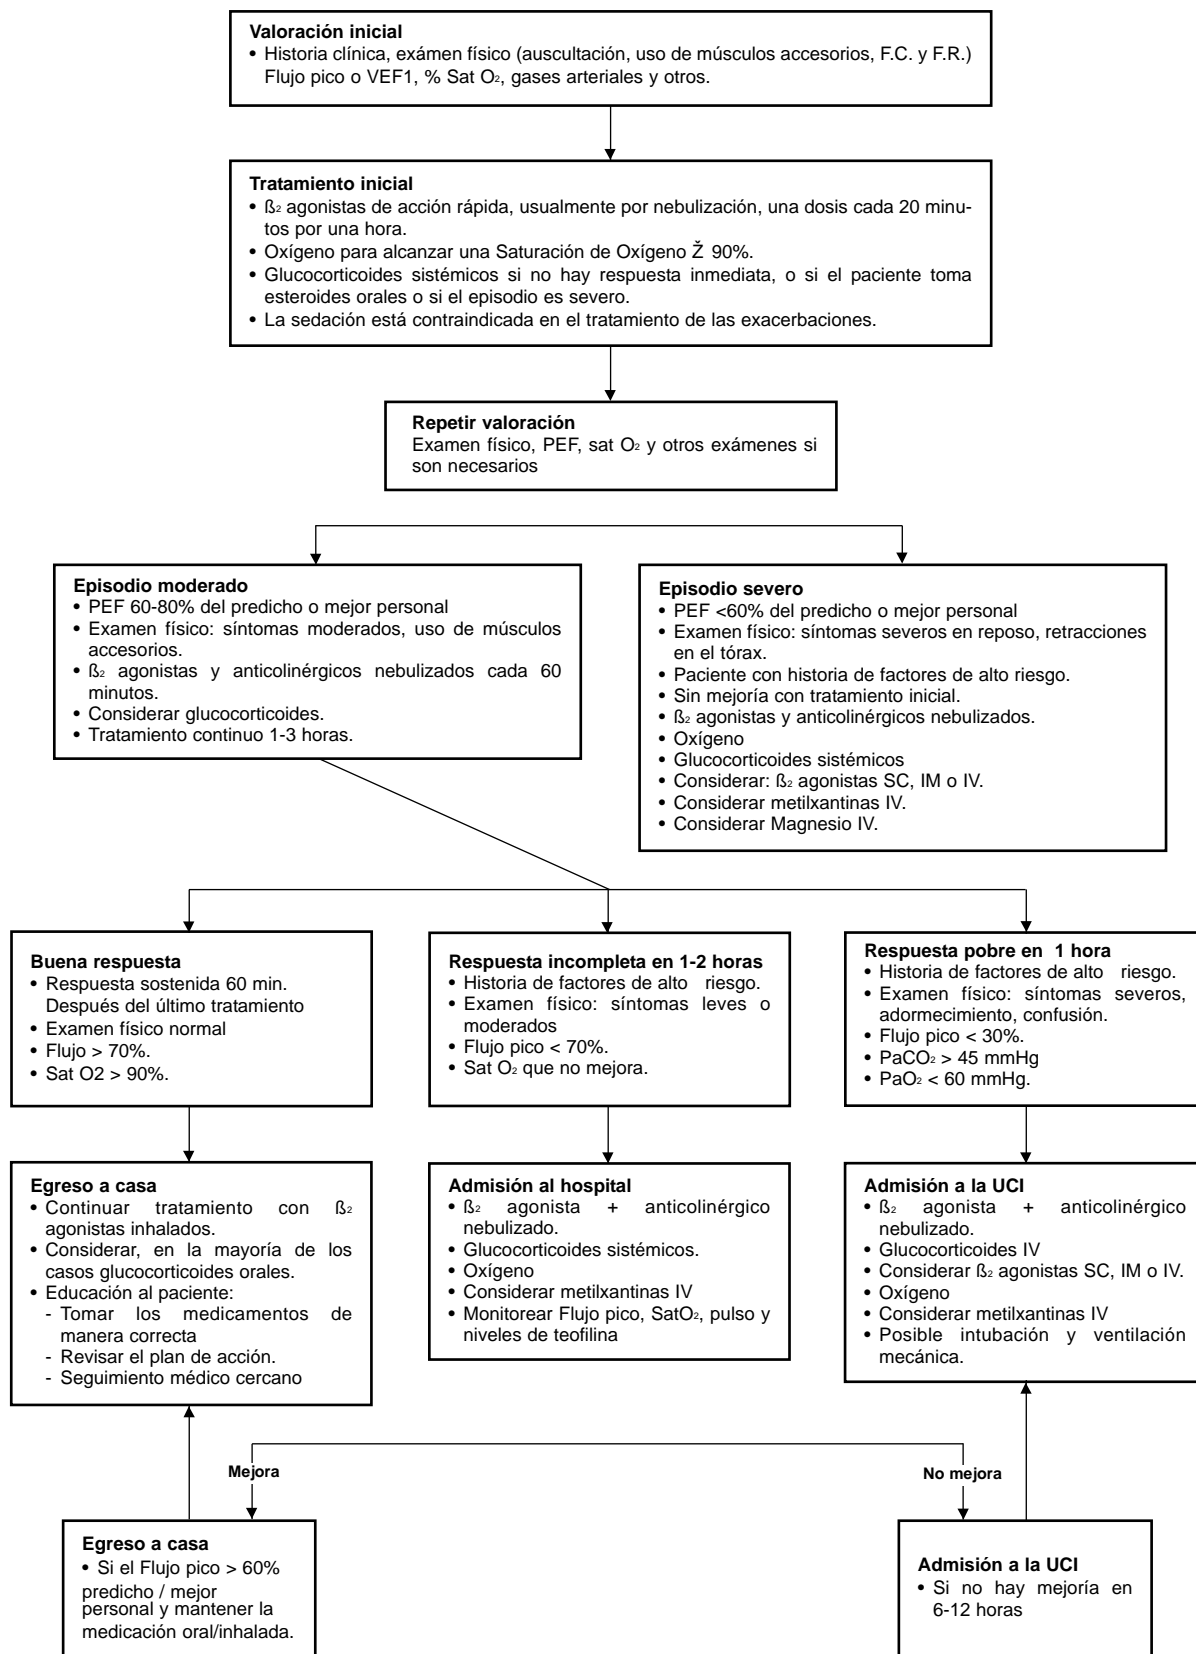 Valoración inicial
• Historia clínica, exámen físico (auscultación, uso de músculos accesorios, F.C. y F.R.)
Flujo pico o VEF1, % Sat O₂, gases arteriales y otros.
Tratamiento inicial
• ß₂ agonistas de acción rápida, usualmente por nebulización, una dosis cada 20 minu-
tos por una hora.
• Oxígeno para alcanzar una Saturación de Oxígeno Ž 90%.
• Glucocorticoides sistémicos si no hay respuesta inmediata, o si el paciente toma
esteroides orales o si el episodio es severo.
• La sedación está contraindicada en el tratamiento de las exacerbaciones.
Repetir valoración
Examen físico, PEF, sat O₂ y otros exámenes si
son necesarios
Episodio moderado
• PEF 60-80% del predicho o mejor personal
• Examen físico: síntomas moderados, uso de músculos
accesorios.
• ß₂ agonistas y anticolinérgicos nebulizados cada 60
minutos.
• Considerar glucocorticoides.
• Tratamiento continuo 1-3 horas.
Episodio severo
• PEF <60% del predicho o mejor personal
• Examen físico: síntomas severos en reposo, retracciones
en el tórax.
• Paciente con historia de factores de alto riesgo.
• Sin mejoría con tratamiento inicial.
• ß₂ agonistas y anticolinérgicos nebulizados.
• Oxígeno
• Glucocorticoides sistémicos
• Considerar: ß₂ agonistas SC, IM o IV.
• Considerar metilxantinas IV.
• Considerar Magnesio IV.
Buena respuesta
• Respuesta sostenida 60 min.
Después del último tratamiento
• Examen físico normal
• Flujo > 70%.
• Sat O2 > 90%.
Respuesta incompleta en 1-2 horas
• Historia de factores de alto riesgo.
• Examen físico: síntomas leves o
moderados
• Flujo pico < 70%.
• Sat O₂ que no mejora.
Respuesta pobre en 1 hora
• Historia de factores de alto riesgo.
• Examen físico: síntomas severos,
adormecimiento, confusión.
• Flujo pico < 30%.
• PaCO₂ > 45 mmHg
• PaO₂ < 60 mmHg.
Egreso a casa
• Continuar tratamiento con ß₂
agonistas inhalados.
• Considerar, en la mayoría de los
casos glucocorticoides orales.
• Educación al paciente:
- Tomar los medicamentos de
manera correcta
- Revisar el plan de acción.
- Seguimiento médico cercano
Admisión al hospital
• ß₂ agonista + anticolinérgico
nebulizado.
• Glucocorticoides sistémicos.
• Oxígeno
• Considerar metilxantinas IV
• Monitorear Flujo pico, SatO₂, pulso y
niveles de teofilina
Admisión a la UCI
• ß₂ agonista + anticolinérgico
nebulizado.
• Glucocorticoides IV
• Considerar ß₂ agonistas SC, IM o IV.
• Oxígeno
• Considerar metilxantinas IV
• Posible intubación y ventilación
mecánica.
Mejora
No mejora
Egreso a casa
• Si el Flujo pico > 60%
predicho / mejor
personal y mantener la
medicación oral/inhalada.
Admisión a la UCI
• Si no hay mejoría en
6-12 horas